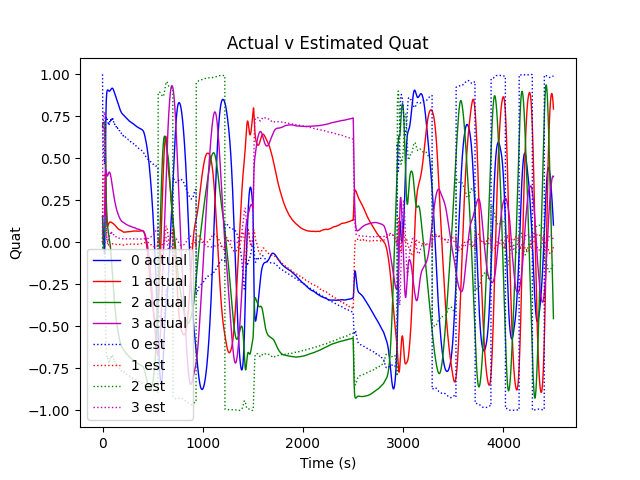 Actual v Estimated Quat
Quat
1.00
0.75
0.50
0.25
0.00
−0.25
−0.50
−0.75
−1.00
0 actual
1 actual
2 actual
3 actual
0 est
1 est
2 est
3 est
0
1000
2000
3000
4000
Time (s)